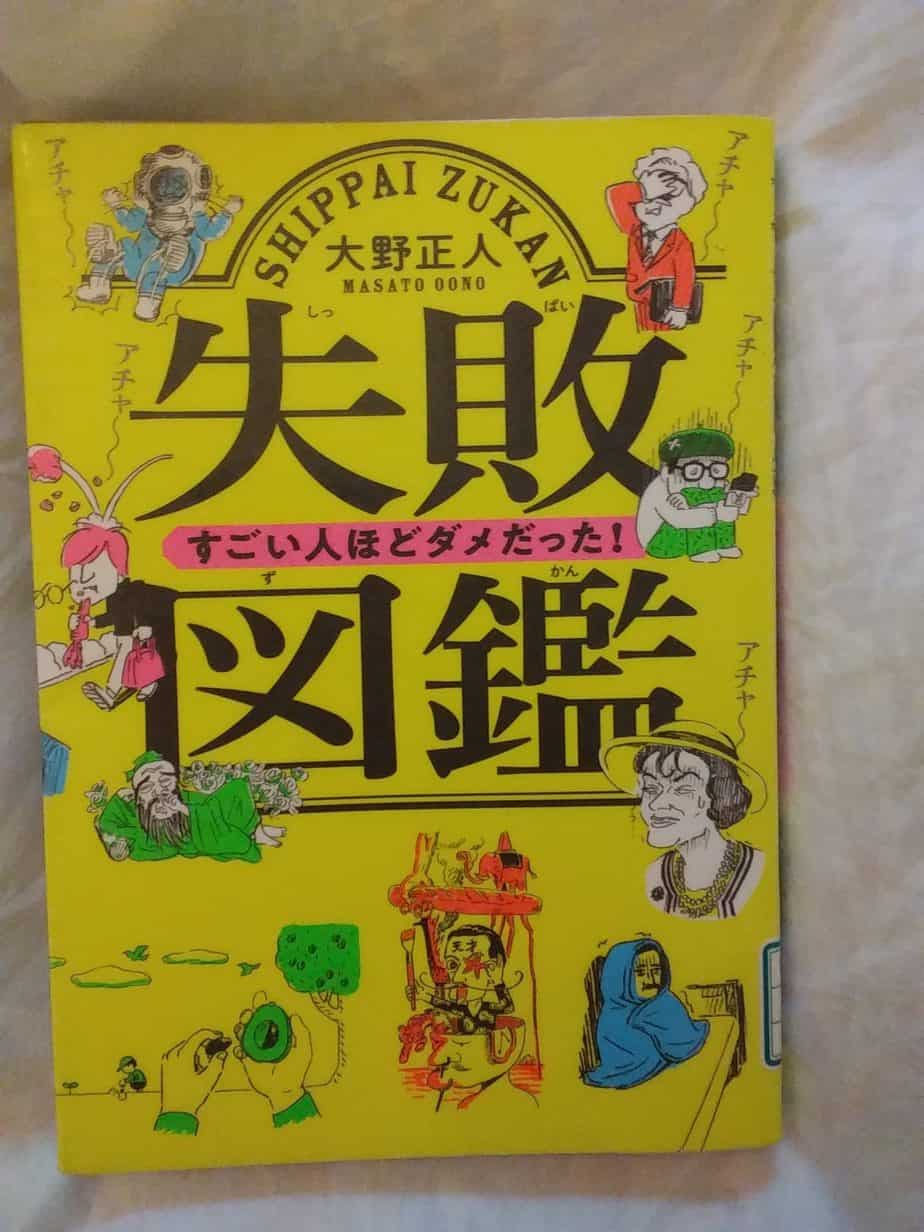 アチャ〜
アチャ〜
SHIPPAI ZUKAN
大野正人
MASATO OONO
アチャ〜
アチャ〜
しっ ぱい
失敗
すごい人ほどダメだった!
ず かん
図鑑
アチャ〜
天才